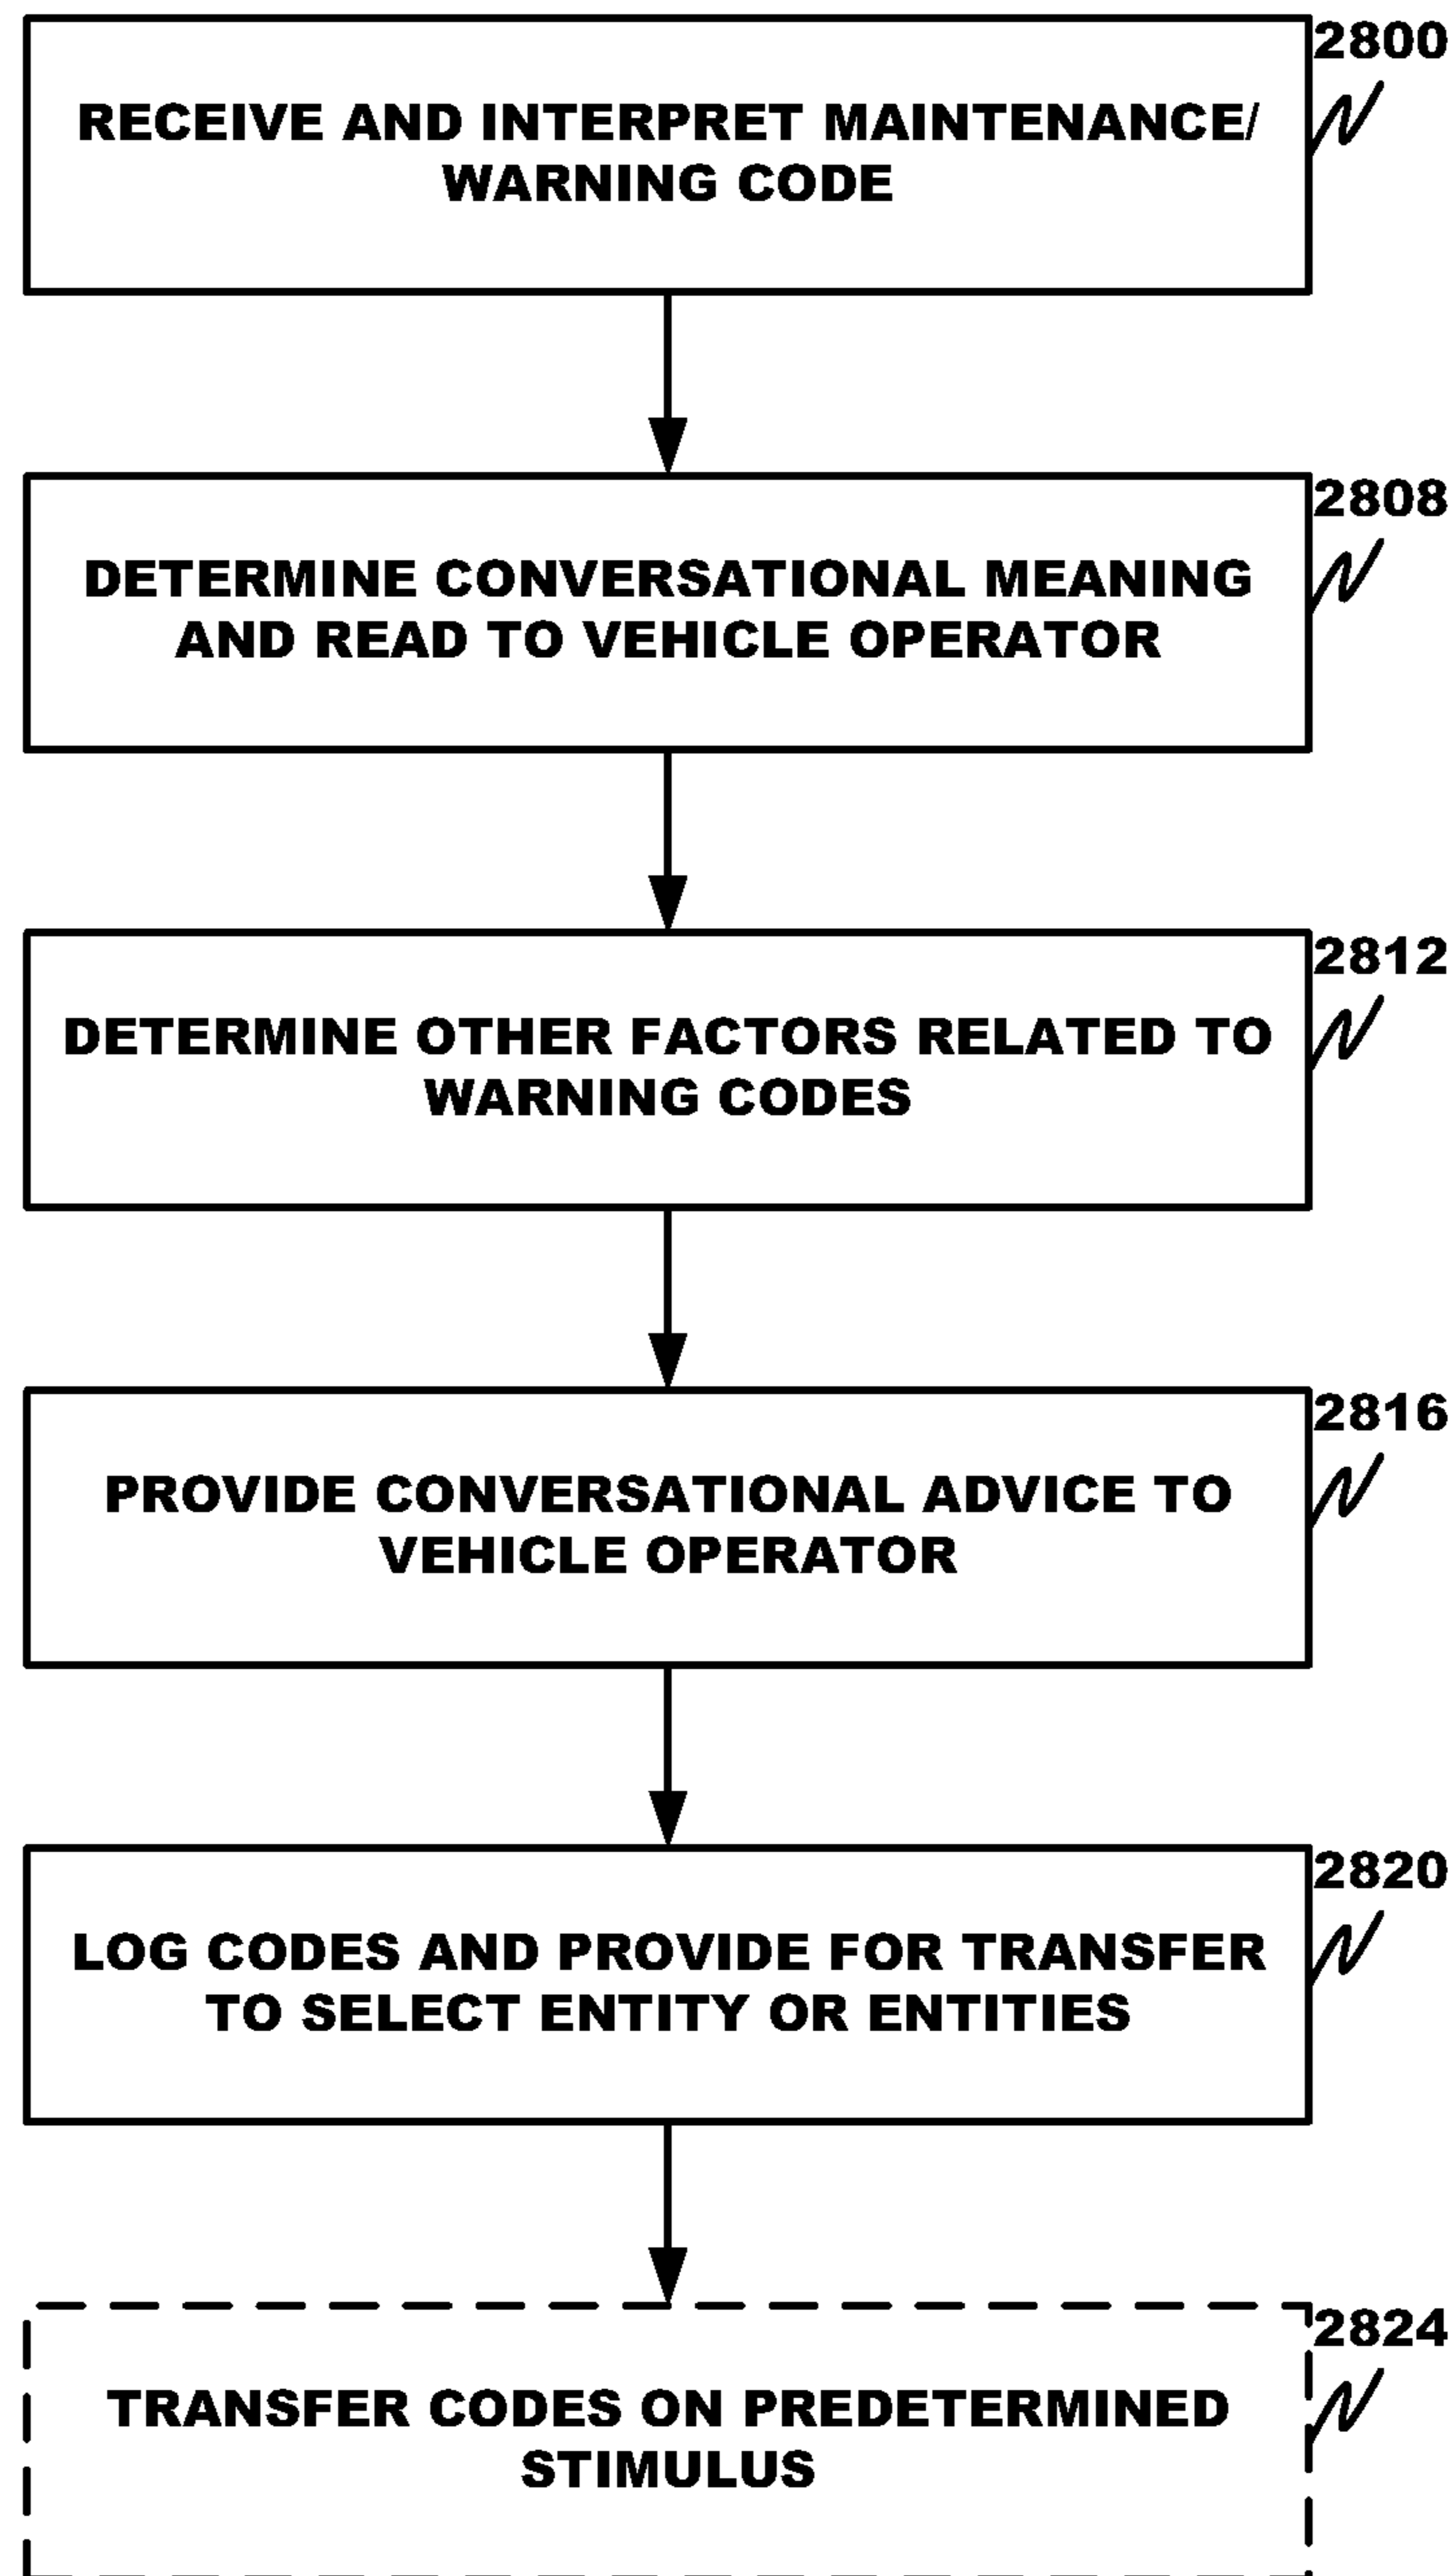 2800
RECEIVE AND INTERPRET MAINTENANCE/
WARNING CODE
2808
DETERMINE CONVERSATIONAL MEANING
AND READ TO VEHICLE OPERATOR
2812
DETERMINE OTHER FACTORS RELATED TO
WARNING CODES
2816
PROVIDE CONVERSATIONAL ADVICE TO
VEHICLE OPERATOR
2820
LOG CODES AND PROVIDE FOR TRANSFER
TO SELECT ENTITY OR ENTITIES
2824
TRANSFER CODES ON PREDETERMINED
STIMULUS